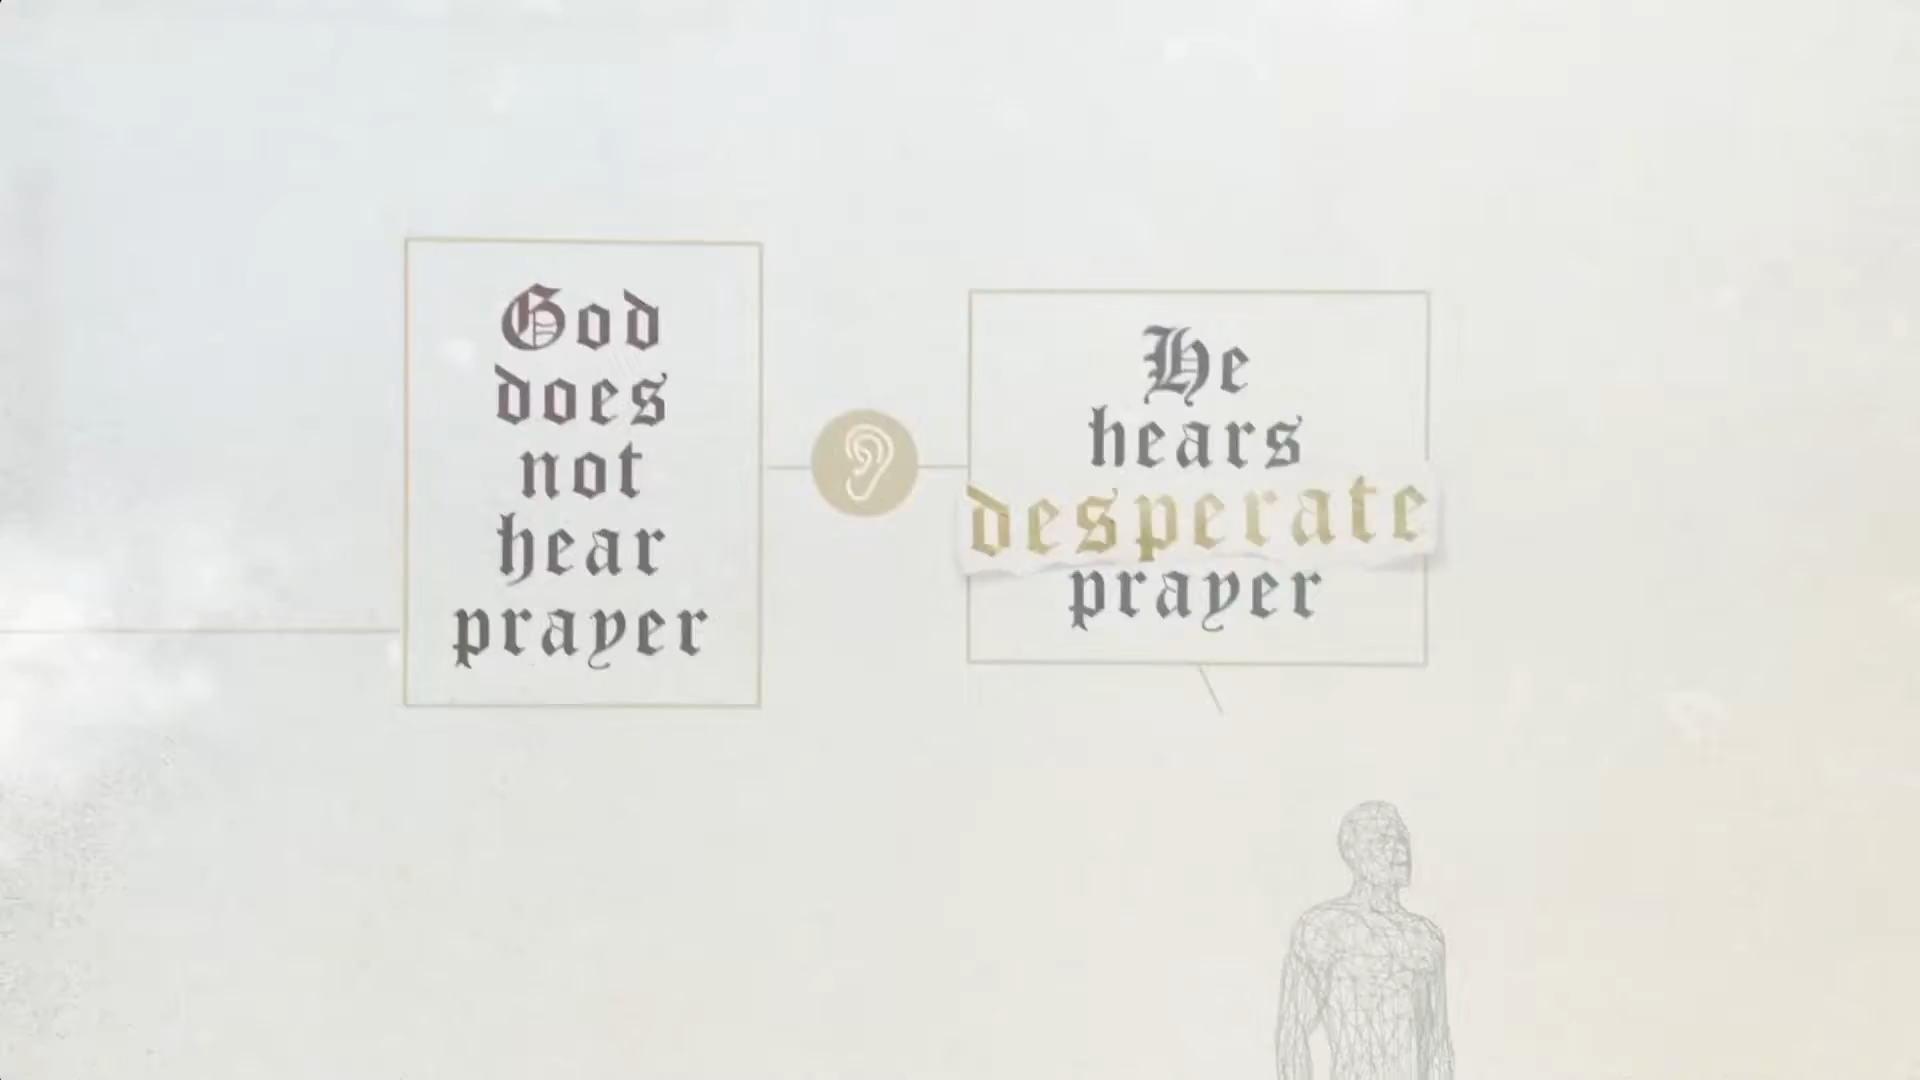 God
does
not
hear
prayer
He
hears
desperate
prayer